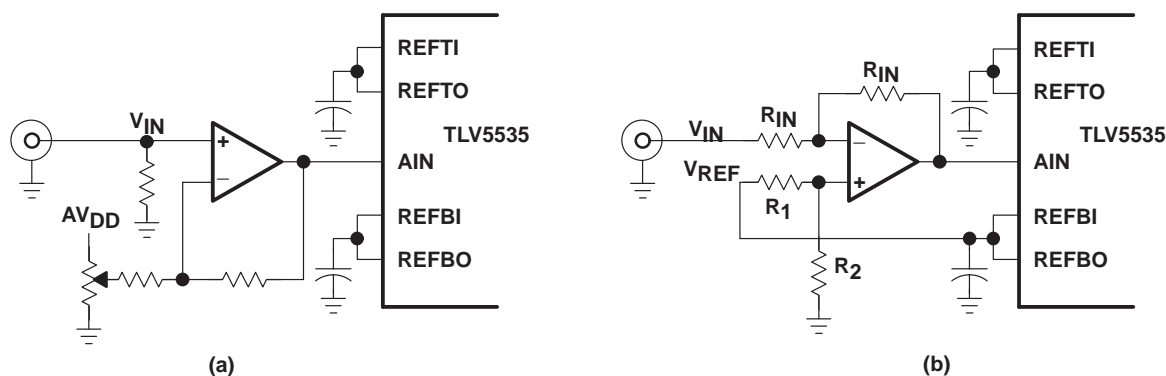 REFTI
REFTO
TLV5535
V_IN
+
−
AIN
AV_DD
REFBI
REFBO
(a)
REFTI
R_IN
REFTO
V_IN
R_IN
TLV5535
−
AIN
V_REF
+
R_1
REFBI
R_2
REFBO
(b)